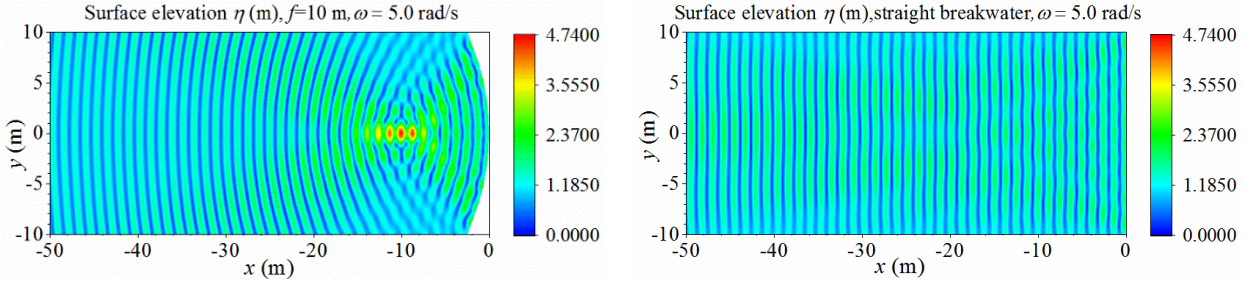 Surface elevation η (m), f=10 m, ω = 5.0 rad/s
10
5
0
-5
-10
y (m)
-50 -40 -30 -20 -10 0
x (m)
4.7400
3.5550
2.3700
1.1850
0.0000
Surface elevation η (m),straight breakwater, ω = 5.0 rad/s
10
5
0
-5
-10
y (m)
-50 -40 -30 -20 -10 0
x (m)
4.7400
3.5550
2.3700
1.1850
0.0000